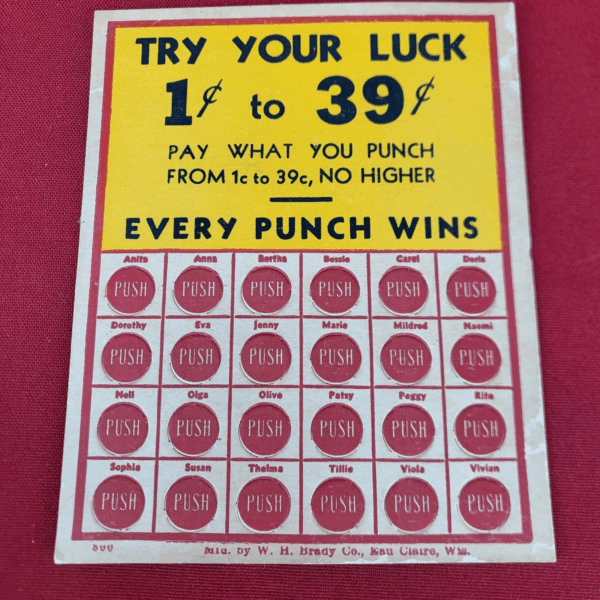 TRY YOUR LUCK
1¢ to 39¢
PAY WHAT YOU PUNCH
FROM 1c to 39c, NO HIGHER
EVERY PUNCH WINS
Anita Anna Bertha Bessie Carol Doris
PUSH PUSH PUSH PUSH PUSH PUSH
Dorothy Eva Jenny Marie Mildred Naomi
PUSH PUSH PUSH PUSH PUSH PUSH
Nell Olga Olive Patsy Peggy Rita
PUSH PUSH PUSH PUSH PUSH PUSH
Sophia Susan Thelma Tillie Viola Vivian
PUSH PUSH PUSH PUSH PUSH PUSH
Mfg. by W. H. Brady Co., Eau Claire, Wis.